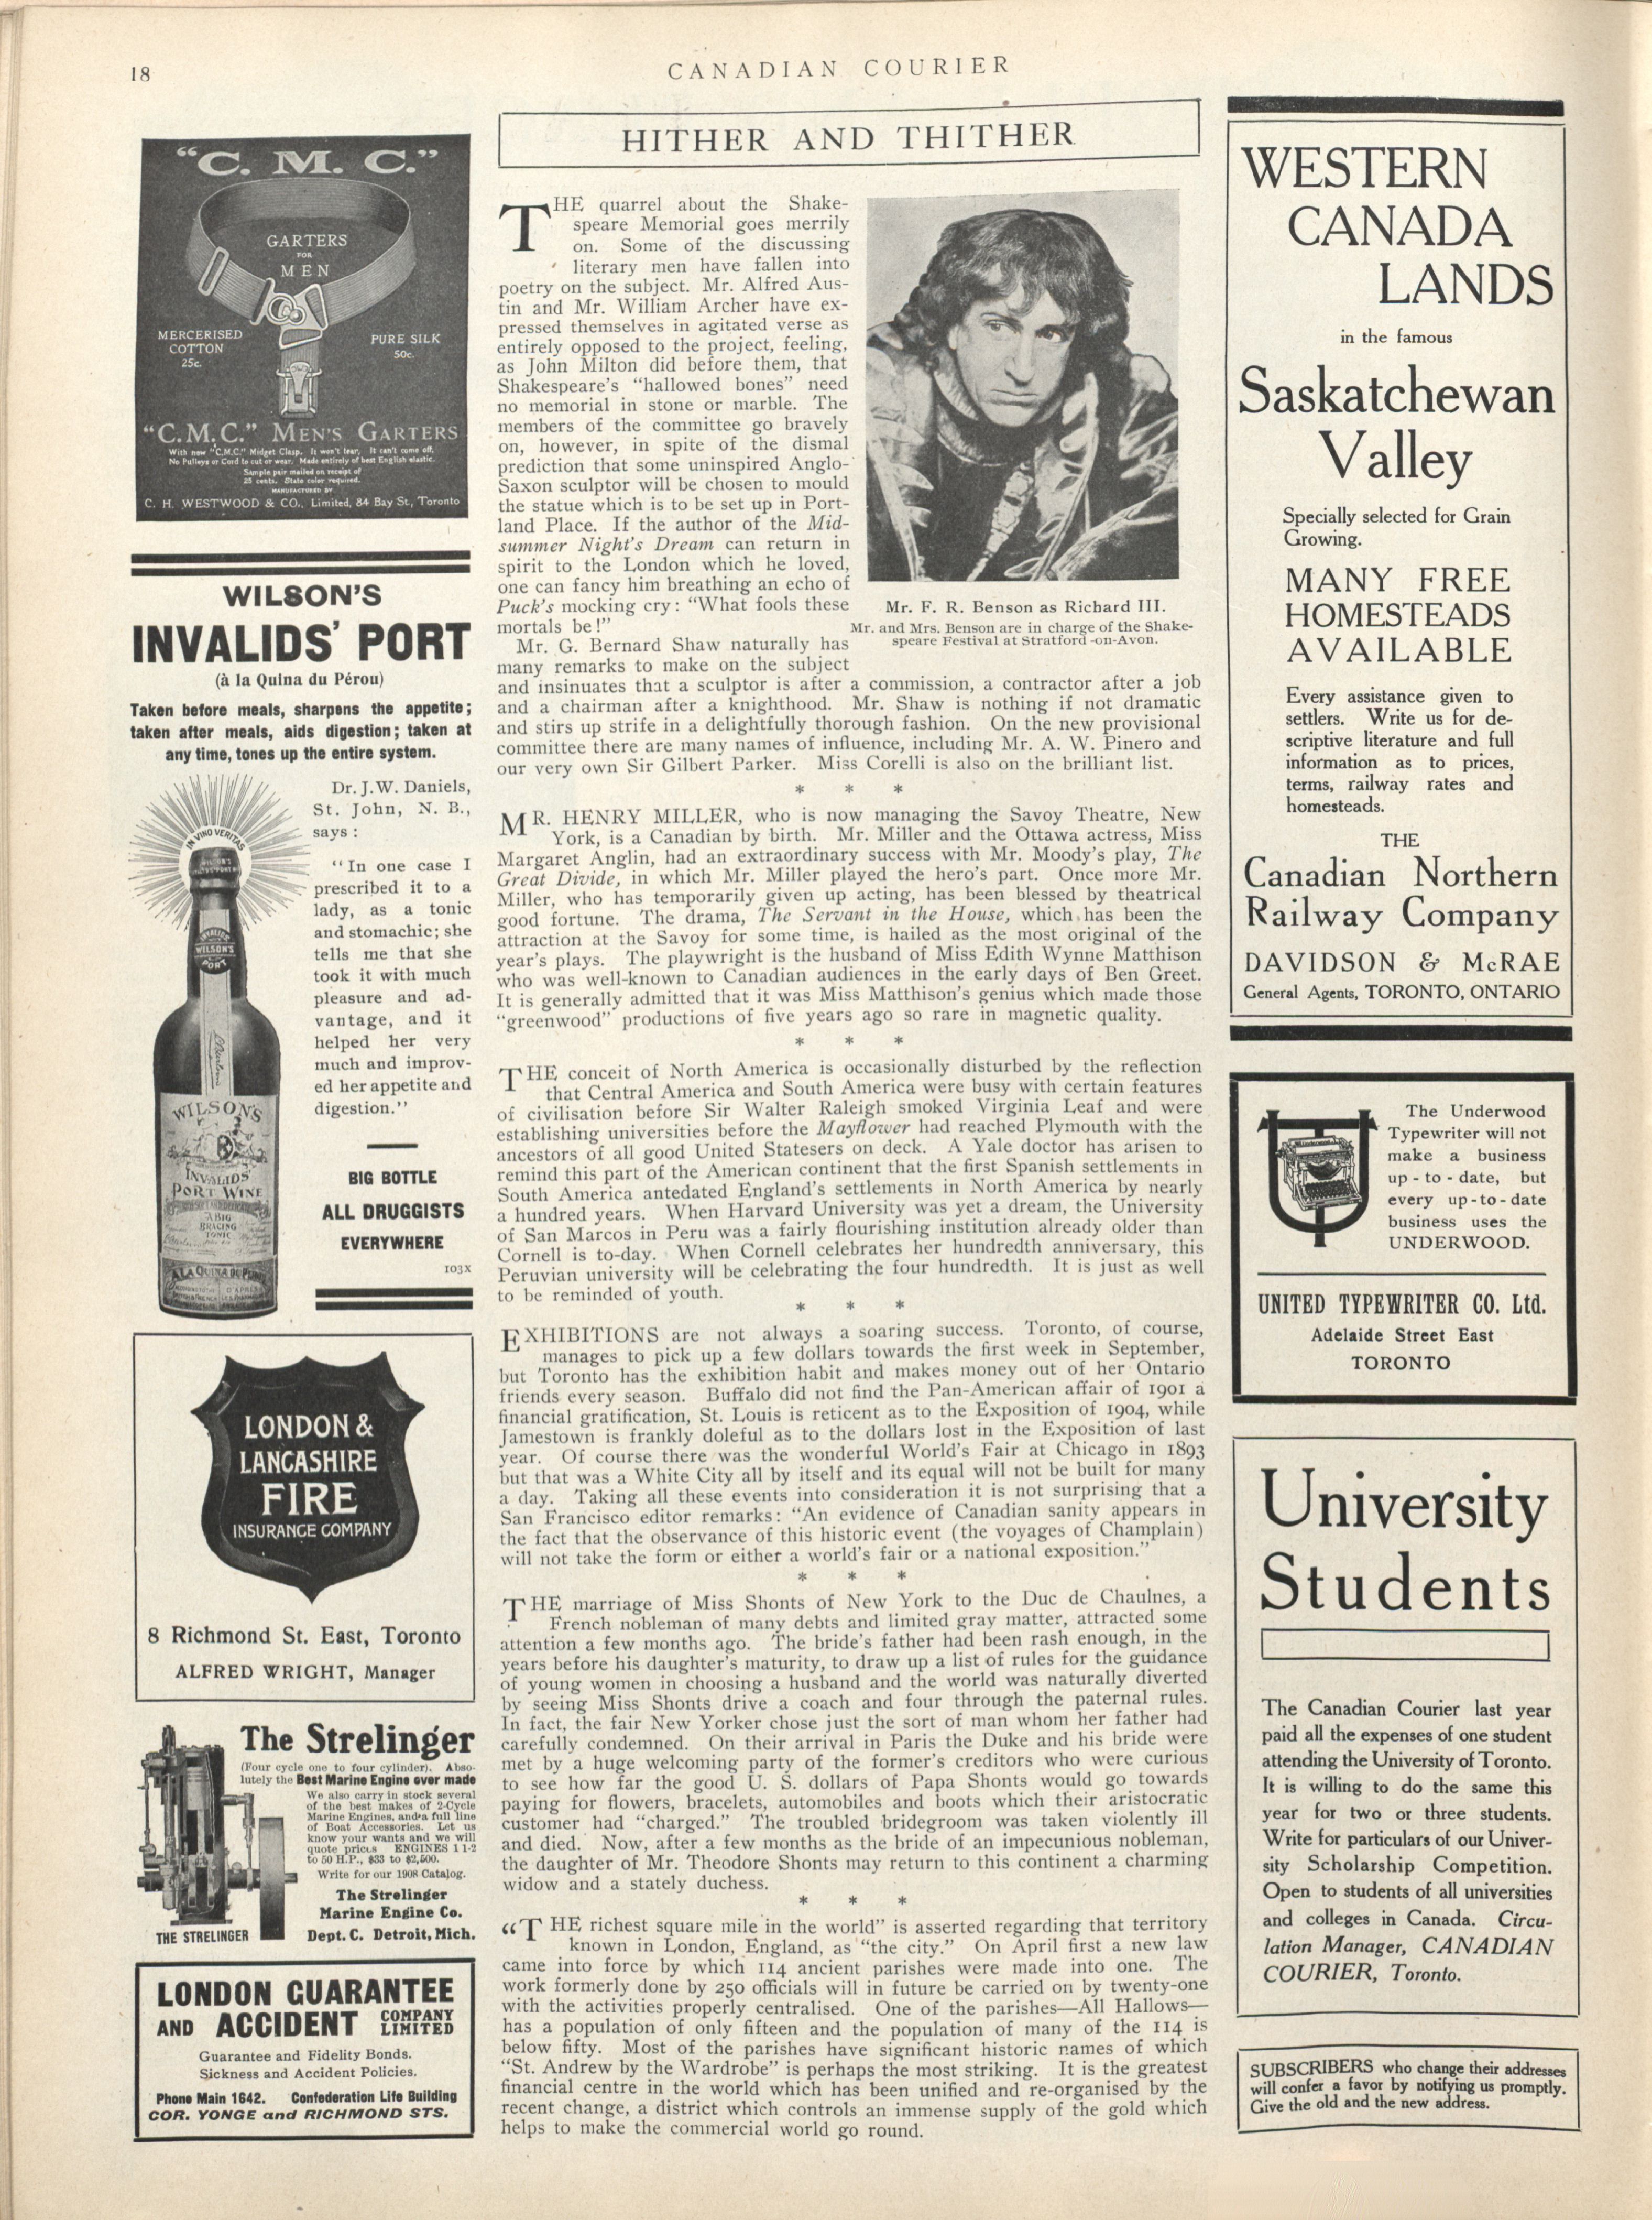 18
CANADIAN COURIER
"C. M. C."
GARTERS
FOR
MEN
MERCERISED
COTTON
25c.
PURE SILK
50c.
"C.M.C." MEN'S GARTERS
With new "C.M.C." Midget Clasp. It won't tear. It can't come off.
No Pulleys or Cord to cut or wear. Made entirely of best English elastic.
Sample pair mailed on receipt of
25 cents. State color required.
MANUFACTURED BY
C. H. WESTWOOD & CO., Limited, 84 Bay St., Toronto
WILSON'S
INVALIDS' PORT
(à la Quina du Pérou)
Taken before meals, sharpens the appetite;
taken after meals, aids digestion; taken at
any time, tones up the entire system.
IN VINO VERITAS
Dr. J.W. Daniels,
St. John, N. B.,
says:
"In one case I
prescribed it to a
lady, as a tonic
and stomachic; she
tells me that she
took it with much
pleasure and ad-
vantage, and it
helped her very
much and improv-
ed her appetite and
digestion."
INVALIDS'
WILSON'S
PORT
WILSON'S
INVALIDS'
PORT WINE
A BIG
BRACING
TONIC
A LA QUINA DU PÉROU
BIG BOTTLE
ALL DRUGGISTS
EVERYWHERE
103X
LONDON &
LANCASHIRE
FIRE
INSURANCE COMPANY
8 Richmond St. East, Toronto
ALFRED WRIGHT, Manager
The Strelinger
(Four cycle one to four cylinder). Abso-
lutely the Best Marine Engine over made
We also carry in stock several
of the best makes of 2-Cycle
Marine Engines, and a full line
of Boat Accessories. Let us
know your wants and we will
quote prices ENGINES 1 1-2
to 50 H.P., $33 to $2,500.
Write for our 1908 Catalog.
The Strelinger
Marine Engine Co.
Dept. C. Detroit, Mich.
THE STRELINGER
LONDON GUARANTEE
AND ACCIDENT COMPANY
LIMITED
Guarantee and Fidelity Bonds.
Sickness and Accident Policies.
Phone Main 1642. Confederation Life Building
COR. YONGE and RICHMOND STS.
HITHER AND THITHER
THE quarrel about the Shake-
speare Memorial goes merrily
on. Some of the discussing
literary men have fallen into
poetry on the subject. Mr. Alfred Aus-
tin and Mr. William Archer have ex-
pressed themselves in agitated verse as
entirely opposed to the project, feeling,
as John Milton did before them, that
Shakespeare's "hallowed bones" need
no memorial in stone or marble. The
members of the committee go bravely
on, however, in spite of the dismal
prediction that some uninspired Anglo-
Saxon sculptor will be chosen to mould
the statue which is to be set up in Port-
land Place. If the author of the Mid-
summer Night's Dream can return in
spirit to the London which he loved,
one can fancy him breathing an echo of
Puck's mocking cry: "What fools these
mortals be!"
Mr. F. R. Benson as Richard III.
Mr. and Mrs. Benson are in charge of the Shake-
speare Festival at Stratford-on-Avon.
Mr. G. Bernard Shaw naturally has
many remarks to make on the subject
and insinuates that a sculptor is after a commission, a contractor after a job
and a chairman after a knighthood. Mr. Shaw is nothing if not dramatic
and stirs up strife in a delightfully thorough fashion. On the new provisional
committee there are many names of influence, including Mr. A. W. Pinero and
our very own Sir Gilbert Parker. Miss Corelli is also on the brilliant list.
* * *
MR. HENRY MILLER, who is now managing the Savoy Theatre, New
York, is a Canadian by birth. Mr. Miller and the Ottawa actress, Miss
Margaret Anglin, had an extraordinary success with Mr. Moody's play, The
Great Divide, in which Mr. Miller played the hero's part. Once more Mr.
Miller, who has temporarily given up acting, has been blessed by theatrical
good fortune. The drama, The Servant in the House, which has been the
attraction at the Savoy for some time, is hailed as the most original of the
year's plays. The playwright is the husband of Miss Edith Wynne Matthison
who was well-known to Canadian audiences in the early days of Ben Greet.
It is generally admitted that it was Miss Matthison's genius which made those
"greenwood" productions of five years ago so rare in magnetic quality.
* * *
THE conceit of North America is occasionally disturbed by the reflection
that Central America and South America were busy with certain features
of civilisation before Sir Walter Raleigh smoked Virginia Leaf and were
establishing universities before the Mayflower had reached Plymouth with the
ancestors of all good United Statesers on deck. A Yale doctor has arisen to
remind this part of the American continent that the first Spanish settlements in
South America antedated England's settlements in North America by nearly
a hundred years. When Harvard University was yet a dream, the University
of San Marcos in Peru was a fairly flourishing institution already older than
Cornell is to-day. When Cornell celebrates her hundredth anniversary, this
Peruvian university will be celebrating the four hundredth. It is just as well
to be reminded of youth.
* * *
EXHIBITIONS are not always a soaring success. Toronto, of course,
manages to pick up a few dollars towards the first week in September,
but Toronto has the exhibition habit and makes money out of her Ontario
friends every season. Buffalo did not find the Pan-American affair of 1901 a
financial gratification, St. Louis is reticent as to the Exposition of 1904, while
Jamestown is frankly doleful as to the dollars lost in the Exposition of last
year. Of course there was the wonderful World's Fair at Chicago in 1893
but that was a White City all by itself and its equal will not be built for many
a day. Taking all these events into consideration it is not surprising that a
San Francisco editor remarks: "An evidence of Canadian sanity appears in
the fact that the observance of this historic event (the voyages of Champlain)
will not take the form or either a world's fair or a national exposition."
* * *
THE marriage of Miss Shonts of New York to the Duc de Chaulnes, a
French nobleman of many debts and limited gray matter, attracted some
attention a few months ago. The bride's father had been rash enough, in the
years before his daughter's maturity, to draw up a list of rules for the guidance
of young women in choosing a husband and the world was naturally diverted
by seeing Miss Shonts drive a coach and four through the paternal rules.
In fact, the fair New Yorker chose just the sort of man whom her father had
carefully condemned. On their arrival in Paris the Duke and his bride were
met by a huge welcoming party of the former's creditors who were curious
to see how far the good U. S. dollars of Papa Shonts would go towards
paying for flowers, bracelets, automobiles and boots which their aristocratic
customer had "charged." The troubled bridegroom was taken violently ill
and died. Now, after a few months as the bride of an impecunious nobleman,
the daughter of Mr. Theodore Shonts may return to this continent a charming
widow and a stately duchess.
* * *
"THE richest square mile in the world" is asserted regarding that territory
known in London, England, as "the city." On April first a new law
came into force by which 114 ancient parishes were made into one. The
work formerly done by 250 officials will in future be carried on by twenty-one
with the activities properly centralised. One of the parishes—All Hallows—
has a population of only fifteen and the population of many of the 114 is
below fifty. Most of the parishes have significant historic names of which
"St. Andrew by the Wardrobe" is perhaps the most striking. It is the greatest
financial centre in the world which has been unified and re-organised by the
recent change, a district which controls an immense supply of the gold which
helps to make the commercial world go round.
WESTERN
CANADA
LANDS
in the famous
Saskatchewan
Valley
Specially selected for Grain
Growing.
MANY FREE
HOMESTEADS
AVAILABLE
Every assistance given to
settlers. Write us for de-
scriptive literature and full
information as to prices,
terms, railway rates and
homesteads.
THE
Canadian Northern
Railway Company
DAVIDSON & McRAE
General Agents, TORONTO, ONTARIO
The Underwood
Typewriter will not
make a business
up-to-date, but
every up-to-date
business uses the
UNDERWOOD.
UNITED TYPEWRITER CO. Ltd.
Adelaide Street East
TORONTO
University
Students
The Canadian Courier last year
paid all the expenses of one student
attending the University of Toronto.
It is willing to do the same this
year for two or three students.
Write for particulars of our Univer-
sity Scholarship Competition.
Open to students of all universities
and colleges in Canada. Circu-
lation Manager, CANADIAN
COURIER, Toronto.
SUBSCRIBERS who change their addresses
will confer a favor by notifying us promptly.
Give the old and the new address.